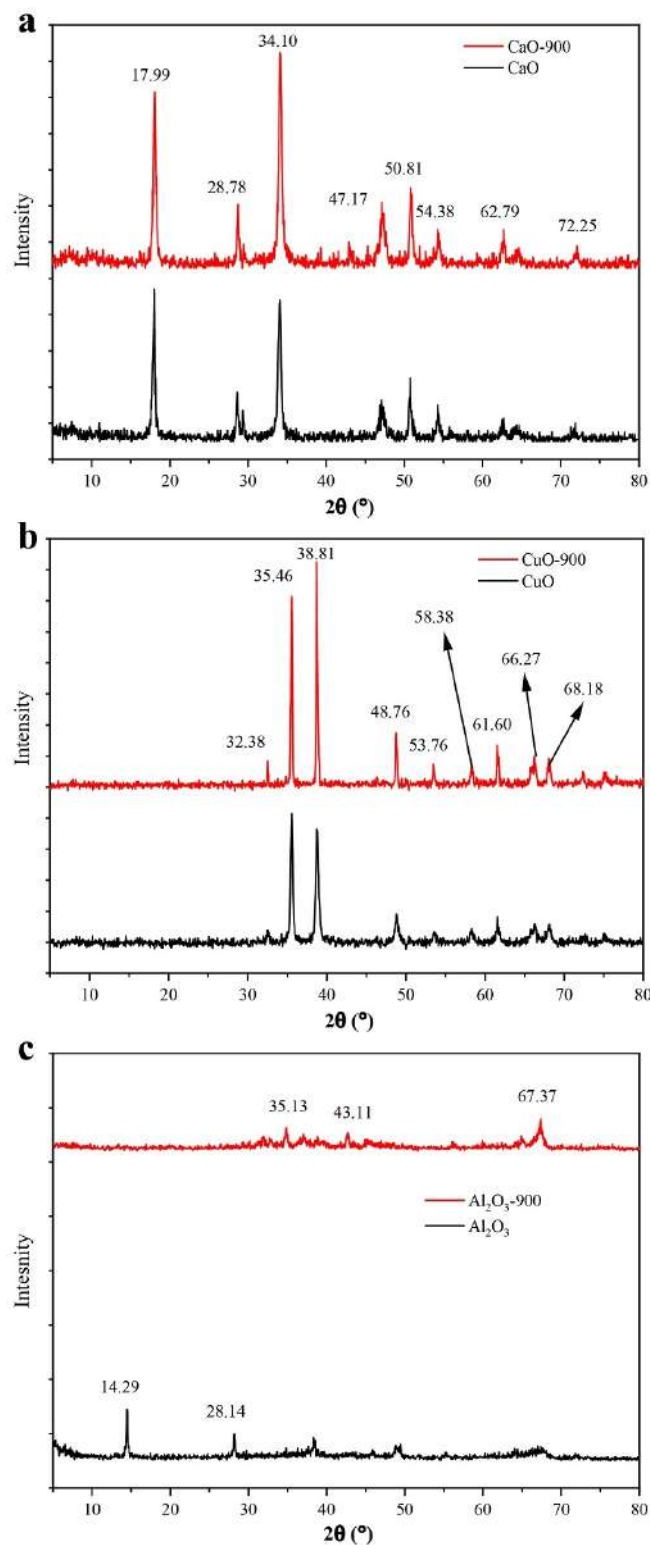 a
34.10
CaO-900
CaO
17.99
50.81
28.78
47.17
54.38
62.79
72.25
Intensity
10 20 30 40 50 60 70 80
2θ (°)
b
38.81
CuO-900
CuO
35.46
58.38
66.27
68.18
48.76
61.60
32.38
53.76
Intensity
10 20 30 40 50 60 70 80
2θ (°)
c
67.37
35.13
43.11
Al₂O₃-900
Al₂O₃
Intesnity
14.29
28.14
10 20 30 40 50 60 70 80
2θ (°)